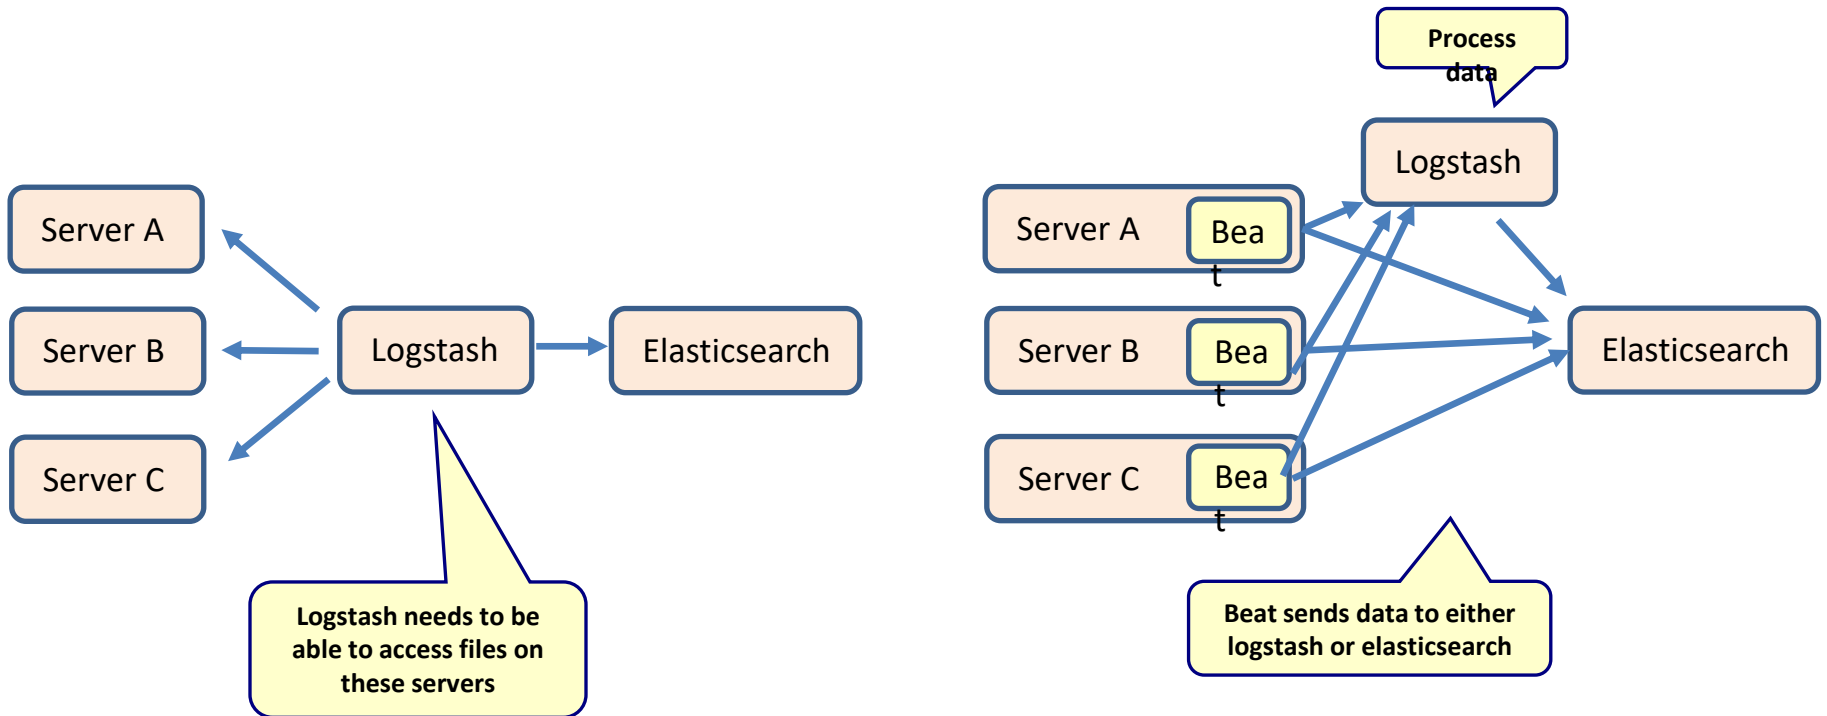 Server A
Server B
Server C
Logstash
Elasticsearch
Logstash needs to be
able to access files on
these servers
Process
data
Logstash
Server A
Bea
t
Server B
Bea
t
Server C
Bea
t
Elasticsearch
Beat sends data to either
logstash or elasticsearch